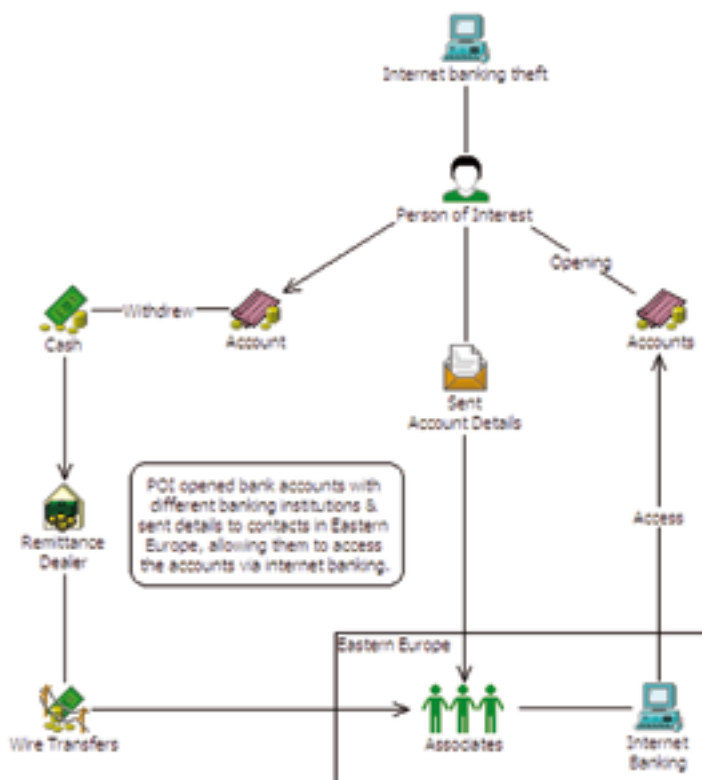 Internet banking theft
Person of Interest
Opening
Withdrew
Cash
Account
Accounts
Sent
Account Details
POI opened bank accounts with
different banking institutions &
sent details to contacts in Eastern
Europe, allowing them to access
the accounts via internet banking.
Remittance
Dealer
Access
Eastern Europe
Wire Transfers
Associates
Internet
Banking